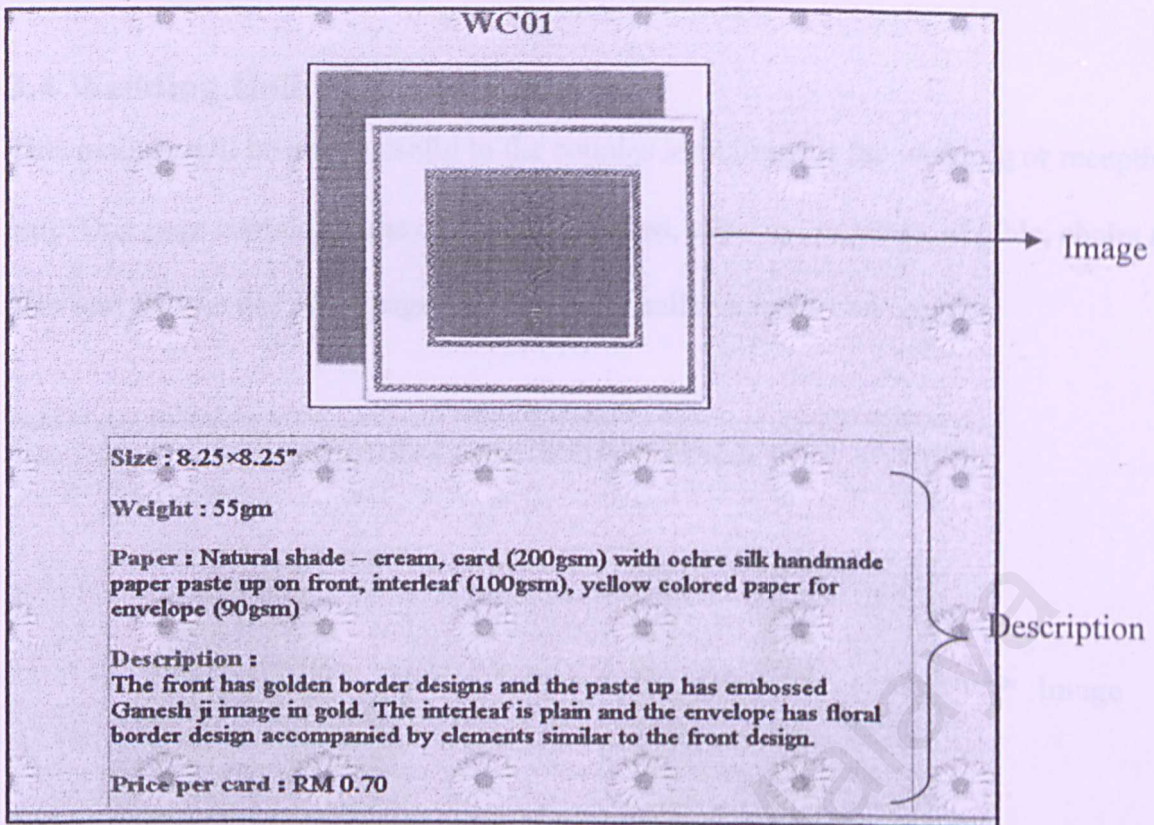 WC01
Image
Size : 8.25×8.25"
Weight : 55gm
Paper : Natural shade – cream, card (200gsm) with ochre silk handmade
paper paste up on front, interleaf (100gsm), yellow colored paper for
envelope (90gsm)
Description
Description :
The front has golden border designs and the paste up has embossed
Ganesh ji image in gold. The interleaf is plain and the envelope has floral
border design accompanied by elements similar to the front design.
Price per card : RM 0.70